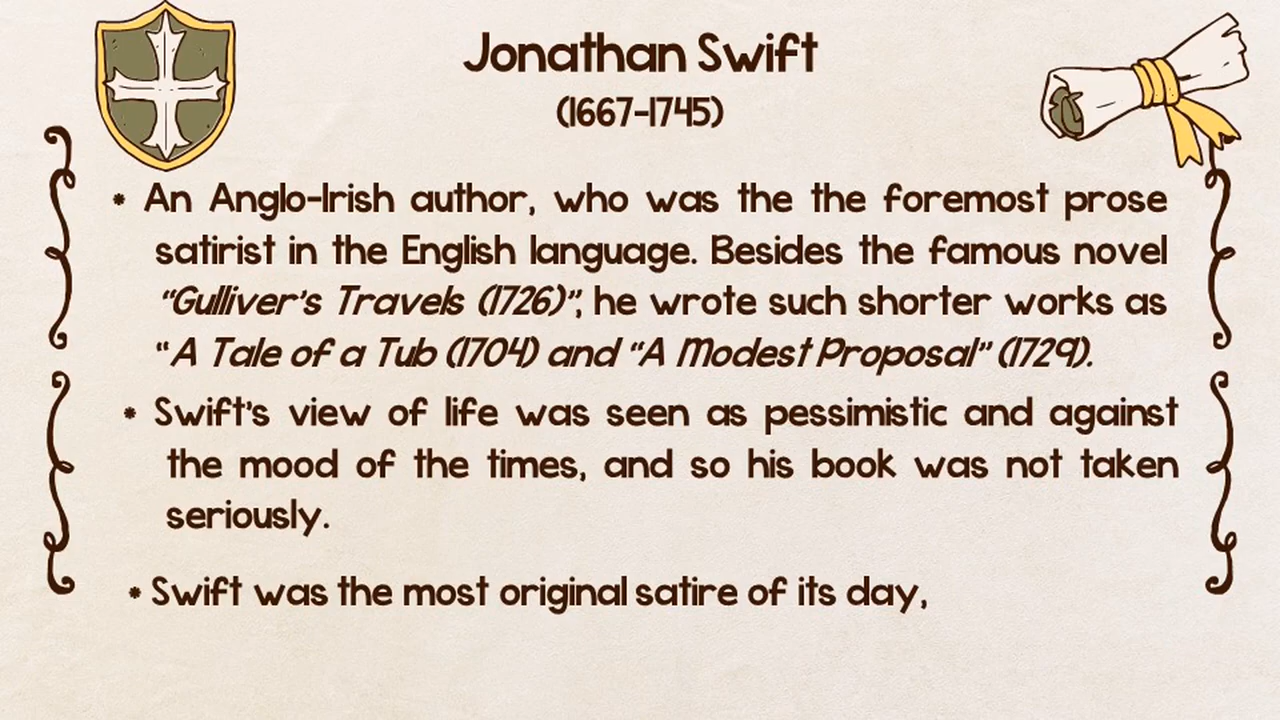 Jonathan Swift
(1667-1745)
* An Anglo-Irish author, who was the the foremost prose
satirist in the English language. Besides the famous novel
“Gulliver’s Travels (1726)”, he wrote such shorter works as
“A Tale of a Tub (1704) and “A Modest Proposal” (1729).
* Swift’s view of life was seen as pessimistic and against
the mood of the times, and so his book was not taken
seriously.
* Swift was the most original satire of its day,